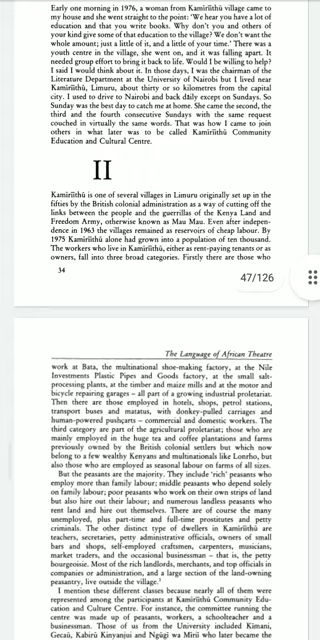 Early one morning in 1976, a woman from Kamĩrĩĩthũ village came to
my house and she went straight to the point: 'We hear you have a lot of
education and that you write books. Why don't you and others of
your kind give some of that education to the village? We don't want the
whole amount; just a little of it, and a little of your time.' There was a
youth centre in the village, she went on, and it was falling apart. It
needed group effort to bring it back to life. Would I be willing to help?
I said I would think about it. In those days, I was the chairman of the
Literature Department at the University of Nairobi but I lived near
Kamĩrĩĩthũ, Limuru, about thirty or so kilometres from the capital
city. I used to drive to Nairobi and back daily except on Sundays. So
Sunday was the best day to catch me at home. She came the second, the
third and the fourth consecutive Sundays with the same request
couched in virtually the same words. That was how I came to join
others in what later was to be called Kamĩrĩĩthũ Community
Education and Cultural Centre.
II
Kamĩrĩĩthũ is one of several villages in Limuru originally set up in the
fifties by the British colonial administration as a way of cutting off the
links between the people and the guerrillas of the Kenya Land and
Freedom Army, otherwise known as Mau Mau. Even after indepen-
dence in 1963 the villages remained as reservoirs of cheap labour. By
1975 Kamĩrĩĩthũ alone had grown into a population of ten thousand.
The workers who live in Kamĩrĩĩthũ, either as rent-paying tenants or as
owners, fall into three broad categories. Firstly there are those who
34
47/126
The Language of African Theatre
work at Bata, the multinational shoe-making factory, at the Nile
Investments Plastic Pipes and Goods factory, at the small salt-
processing plants, at the timber and maize mills and at the motor and
bicycle repairing garages – all part of a growing industrial proletariat.
Then there are those employed in hotels, shops, petrol stations,
transport buses and matatus, with donkey-pulled carriages and
human-powered pushcarts – commercial and domestic workers. The
third category are part of the agricultural proletariat; those who are
mainly employed in the huge tea and coffee plantations and farms
previously owned by the British colonial settlers but which now
belong to a few wealthy Kenyans and multinationals like Lonrho, but
also those who are employed as seasonal labour on farms of all sizes.
But the peasants are the majority. They include 'rich' peasants who
employ more than family labour; middle peasants who depend solely
on family labour; poor peasants who work on their own strips of land
but also hire out their labour; and numerous landless peasants who
rent land and hire out themselves. There are of course the many
unemployed, plus part-time and full-time prostitutes and petty
criminals. The other distinct type of dwellers in Kamĩrĩĩthũ are
teachers, secretaries, petty administrative officials, owners of small
bars and shops, self-employed craftsmen, carpenters, musicians,
market traders, and the occasional businessman – that is, the petty
bourgeoisie. Most of the rich landlords, merchants, and top officials in
companies or administration, and a large section of the land-owning
peasantry, live outside the village.³
I mention these different classes because nearly all of them were
represented among the participants at Kamĩrĩĩthũ Community Edu-
cation and Culture Centre. For instance, the committee running the
centre was made up of peasants, workers, a schoolteacher and a
businessman. Those of us from the University included Kimani,
Gecaũ, Kabirũ Kinyanjui and Ngũgĩ wa Mĩriĩ who later became the